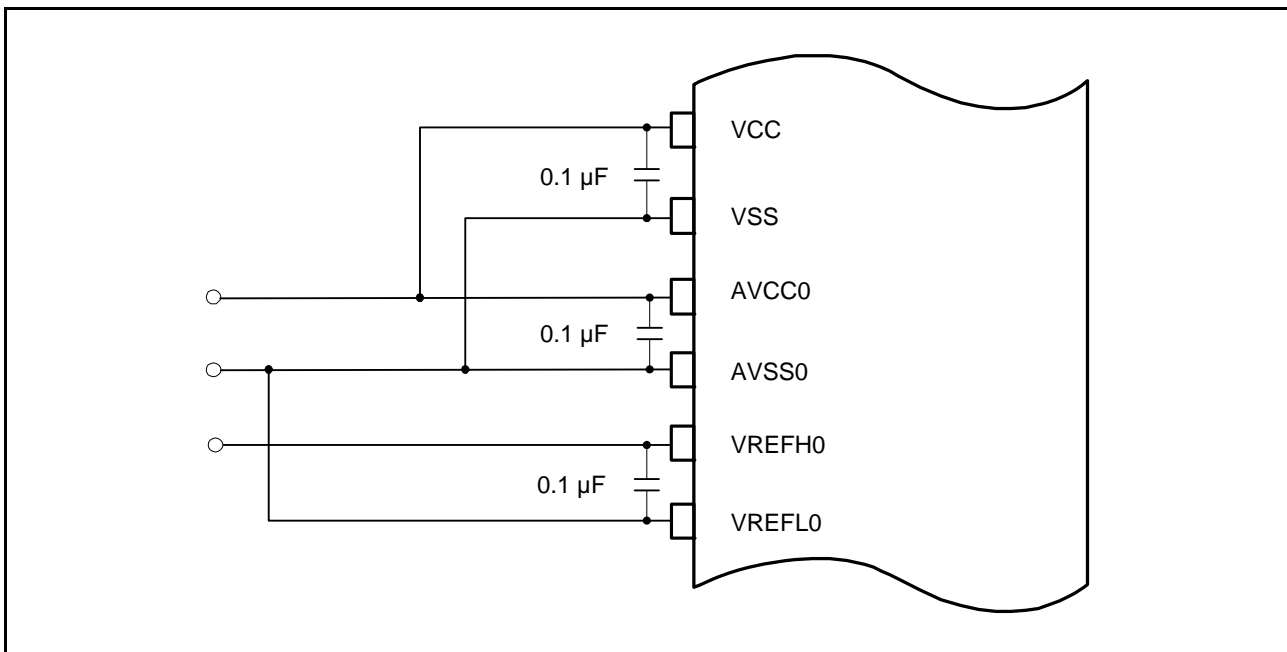 VCC
0.1 µF
VSS
AVCC0
0.1 µF
AVSS0
VREFH0
0.1 µF
VREFL0